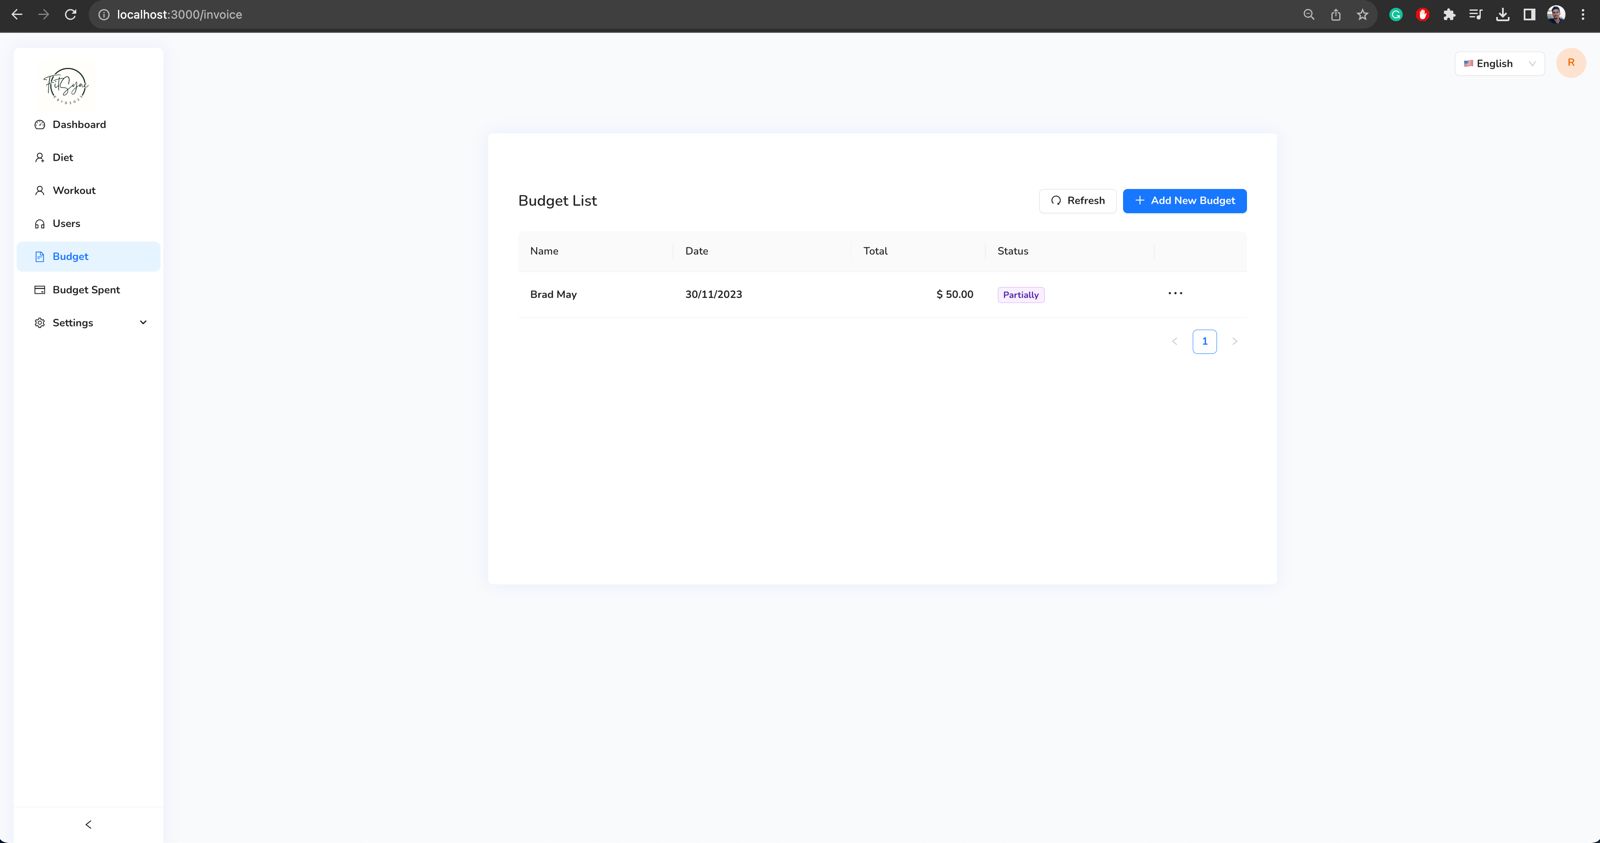 localhost:3000/invoice
English
R
FitSync
Dashboard
Diet
Workout
Users
Budget
Budget Spent
Settings
Budget List
Refresh
Add New Budget
Name Date Total Status
Brad May 30/11/2023 $ 50.00 Partially
1